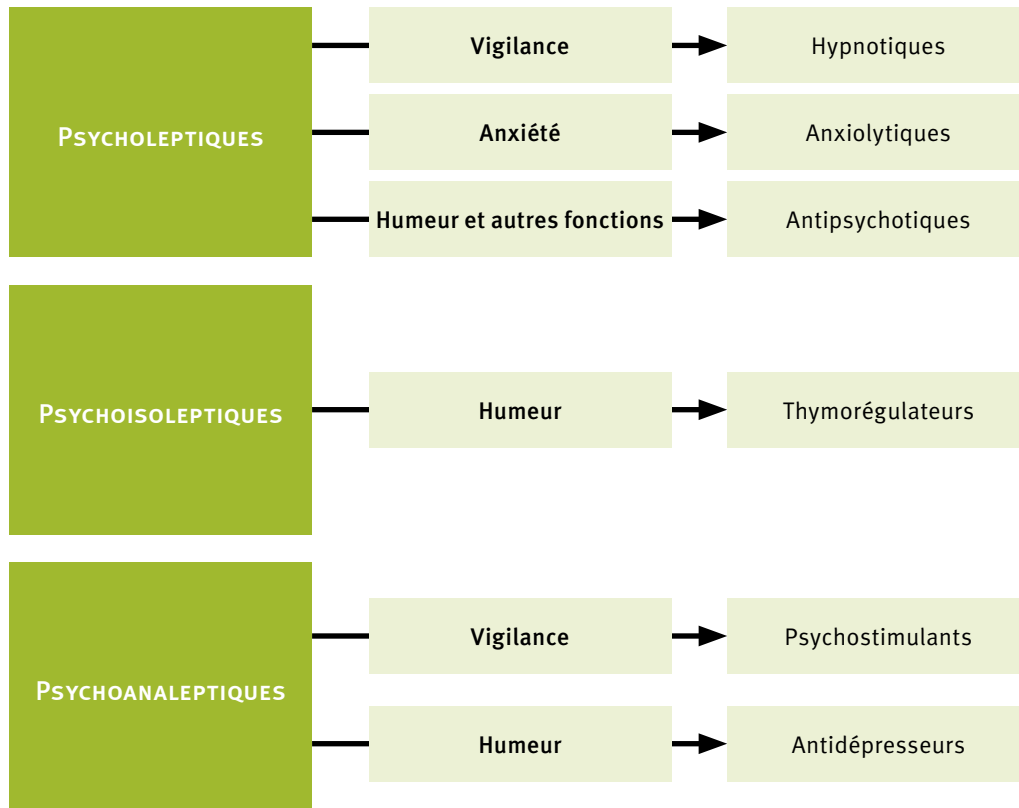 Vigilance
Hypnotiques
Psycholeptiques
Anxiété
Anxiolytiques
Humeur et autres fonctions
Antipsychotiques
Psychoisoleptiques
Humeur
Thymorégulateurs
Vigilance
Psychostimulants
Psychoanaleptiques
Humeur
Antidépresseurs